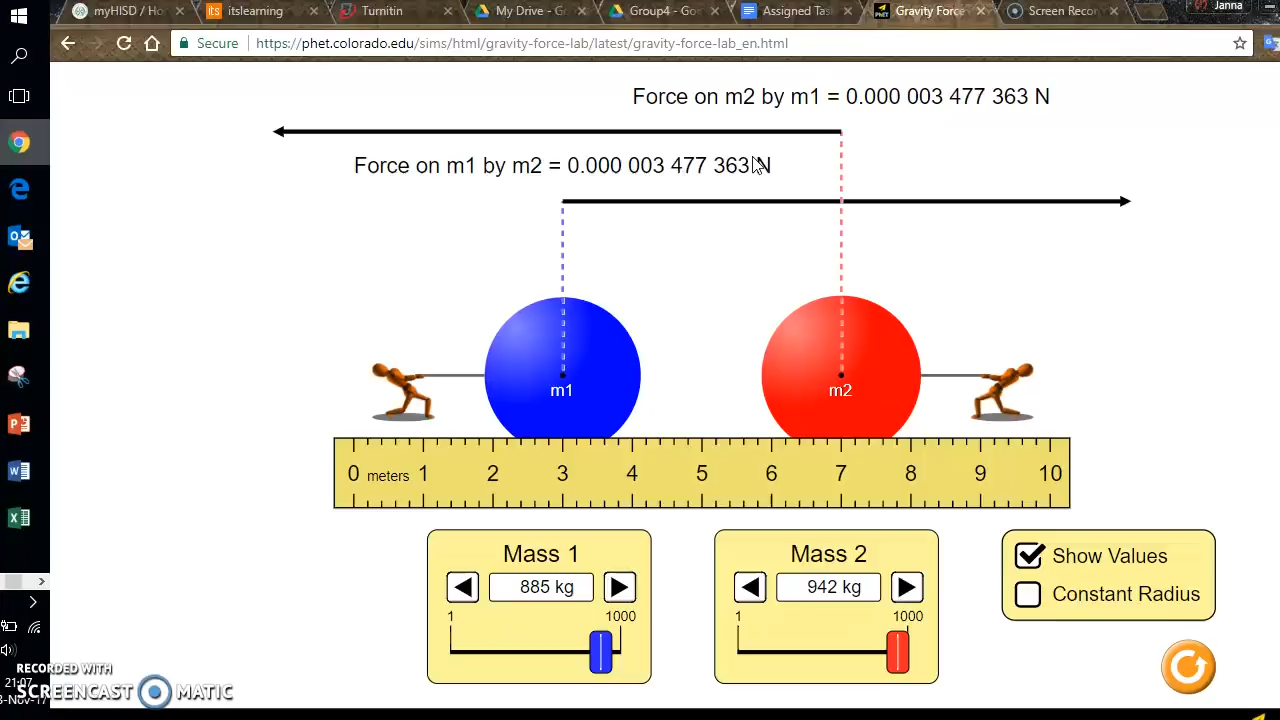 myHISD / Ho
its itslearning
Turnitin
My Drive - Gr
Group4 - Goo
Assigned Tas
Gravity Force
Screen Recor
Janna
Secure https://phet.colorado.edu/sims/html/gravity-force-lab/latest/gravity-force-lab_en.html
Force on m2 by m1 = 0.000 003 477 363 N
Force on m1 by m2 = 0.000 003 477 363 N
m1
m2
0 meters 1 2 3 4 5 6 7 8 9 10
Mass 1
885 kg
1 1000
Mass 2
942 kg
1 1000
Show Values
Constant Radius
RECORDED WITH
SCREENCAST MATIC
21:07